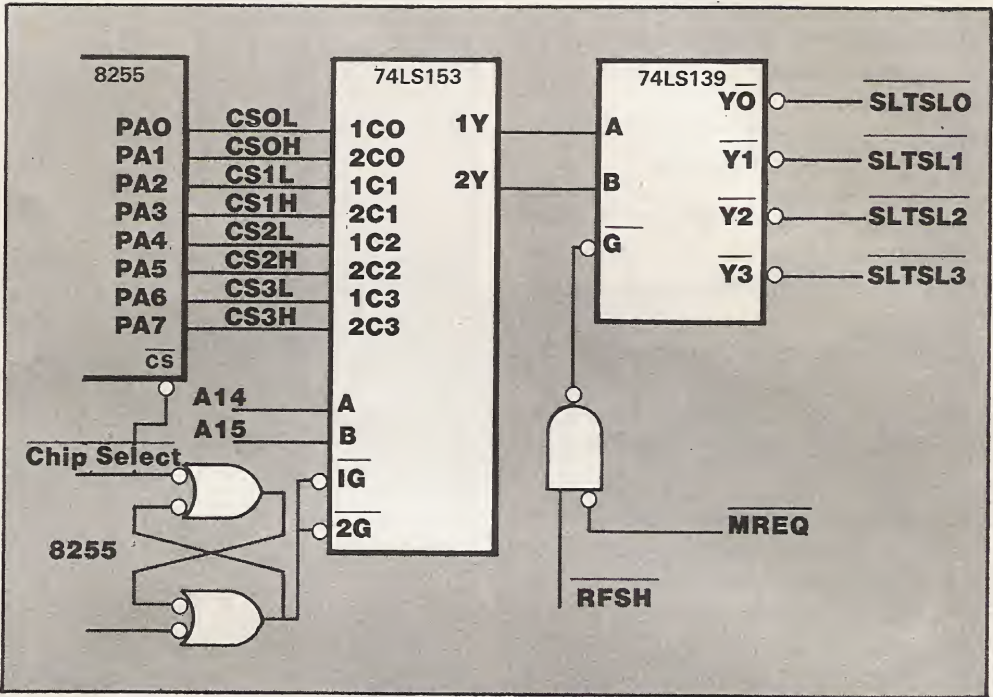 8255
PA0 CS0L
PA1 CS0H
PA2 CS1L
PA3 CS1H
PA4 CS2L
PA5 CS2H
PA6 CS3L
PA7 CS3H
CS
74LS153
1C0
2C0
1C1
2C1
1C2
2C2
1C3
2C3
1Y
2Y
A14 A
A15 B
IG
2G
Chip Select
8255
74LS139
A
B
G
Y0 SLTSL0
Y1 SLTSL1
Y2 SLTSL2
Y3 SLTSL3
MREQ
RFSH